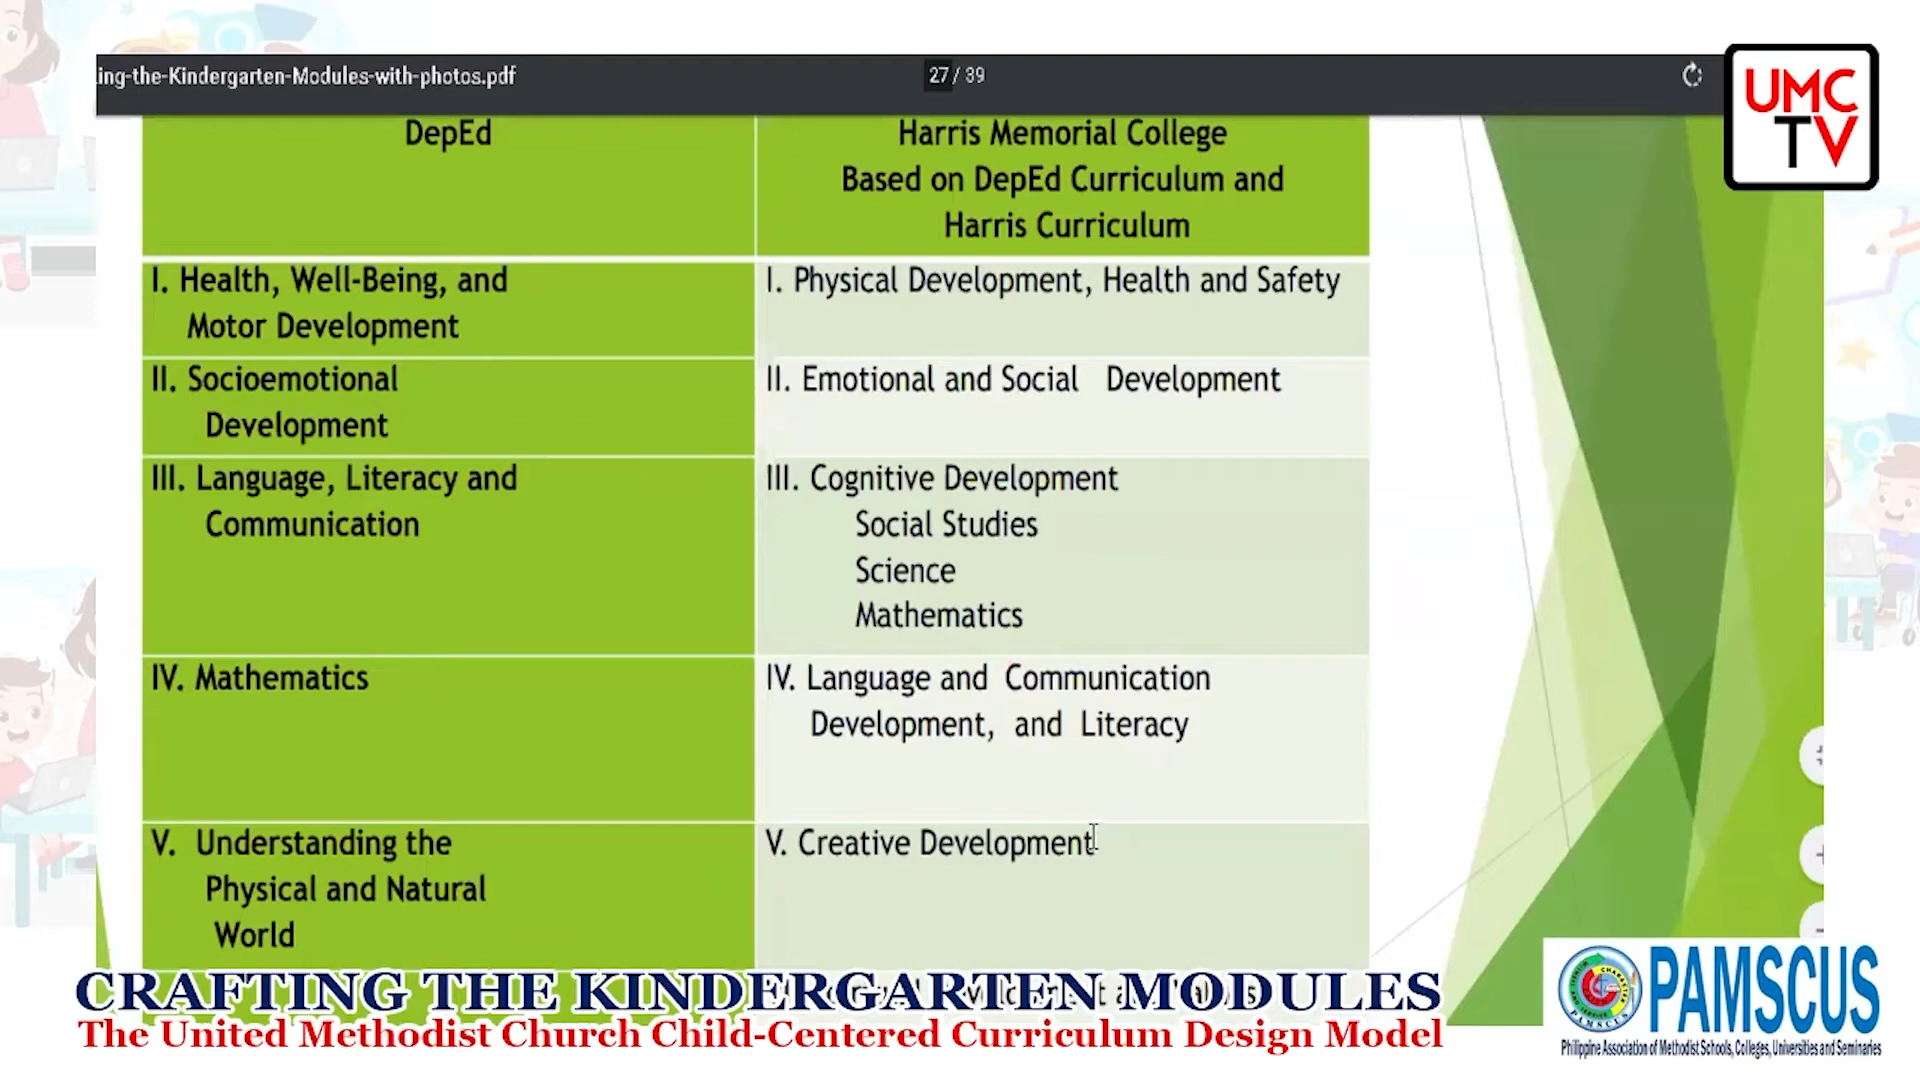 ing-the-Kindergarten-Modules-with-photos.pdf
27 / 39
UMC
TV
DepEd
Harris Memorial College
Based on DepEd Curriculum and
Harris Curriculum
I. Health, Well-Being, and
Motor Development
I. Physical Development, Health and Safety
II. Socioemotional
Development
II. Emotional and Social Development
III. Language, Literacy and
Communication
III. Cognitive Development
Social Studies
Science
Mathematics
IV. Mathematics
IV. Language and Communication
Development, and Literacy
V. Understanding the
Physical and Natural
World
V. Creative Development
CRAFTING THE KINDERGARTEN MODULES
The United Methodist Church Child-Centered Curriculum Design Model
PAMSCUS
Philippine Association of Methodist Schools, Colleges, Universities and Seminaries